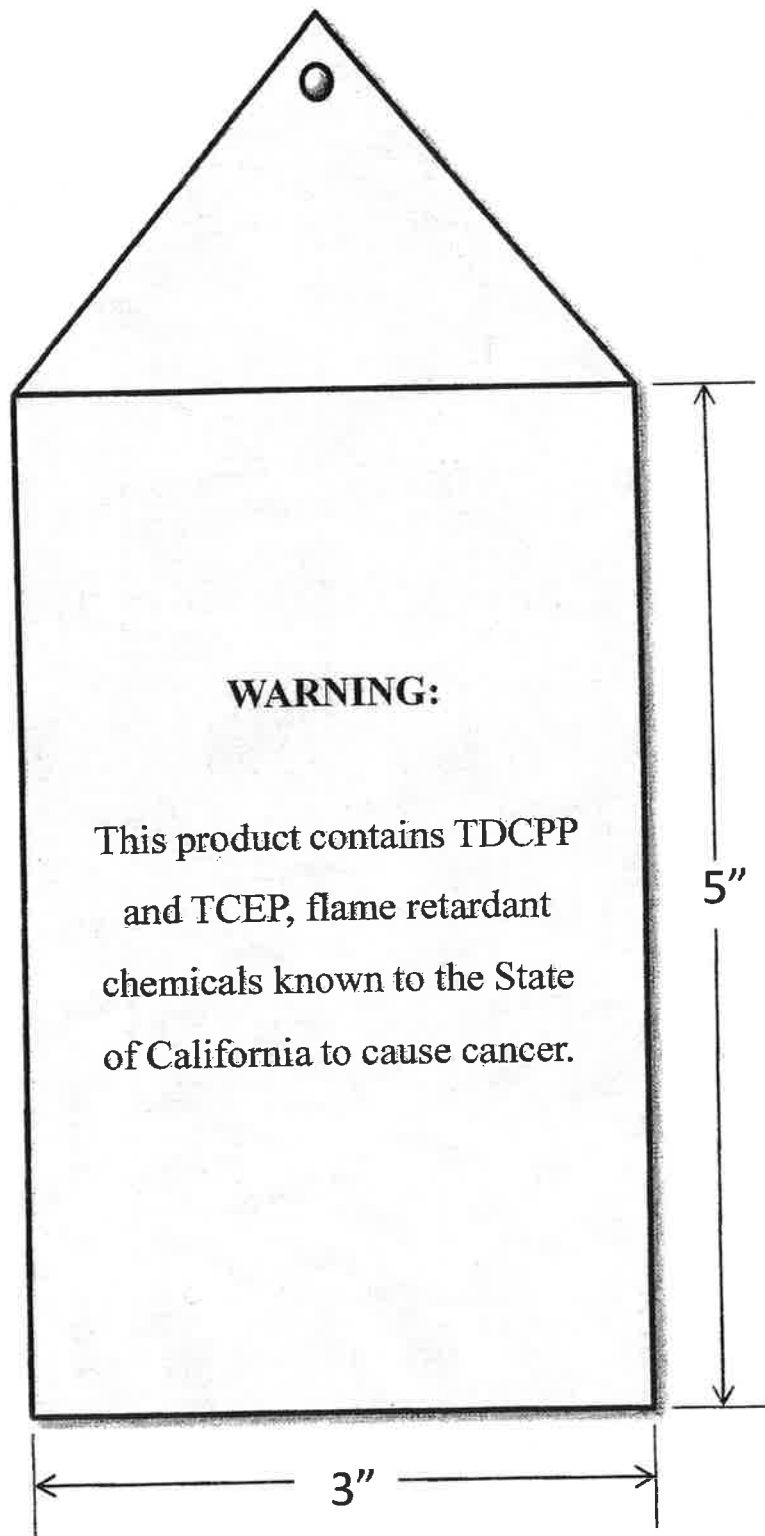 WARNING:
This product contains TDCPP
and TCEP, flame retardant
chemicals known to the State
of California to cause cancer.
5”
3”